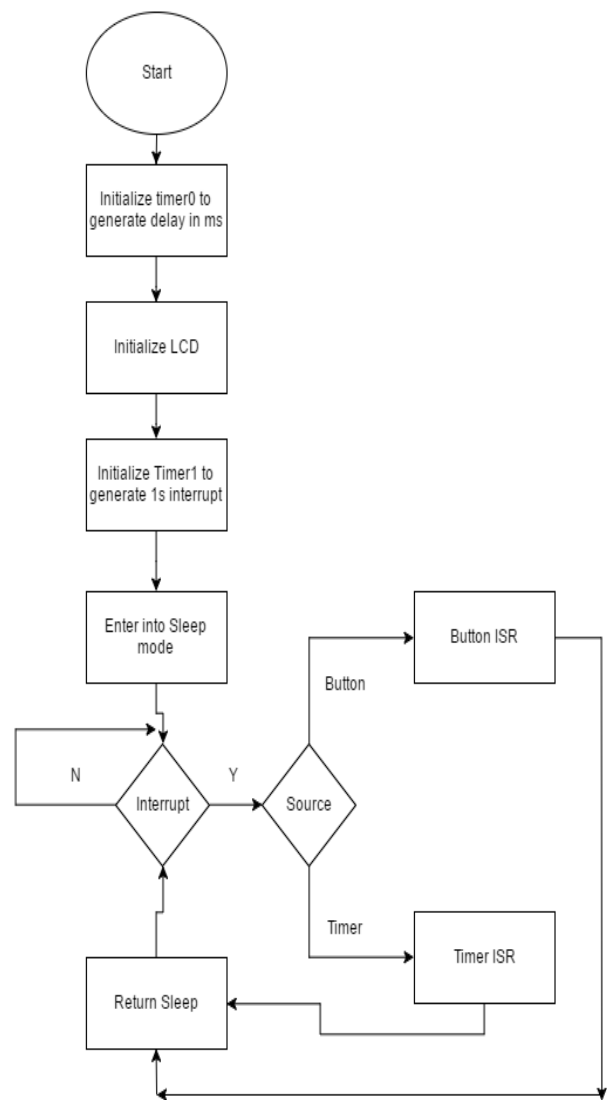 Start
Initialize timer0 to
generate delay in ms
Initialize LCD
Initialize Timer1 to
generate 1s interrupt
Enter into Sleep
mode
Button ISR
Button
N
Y
Interrupt
Source
Timer
Timer ISR
Return Sleep